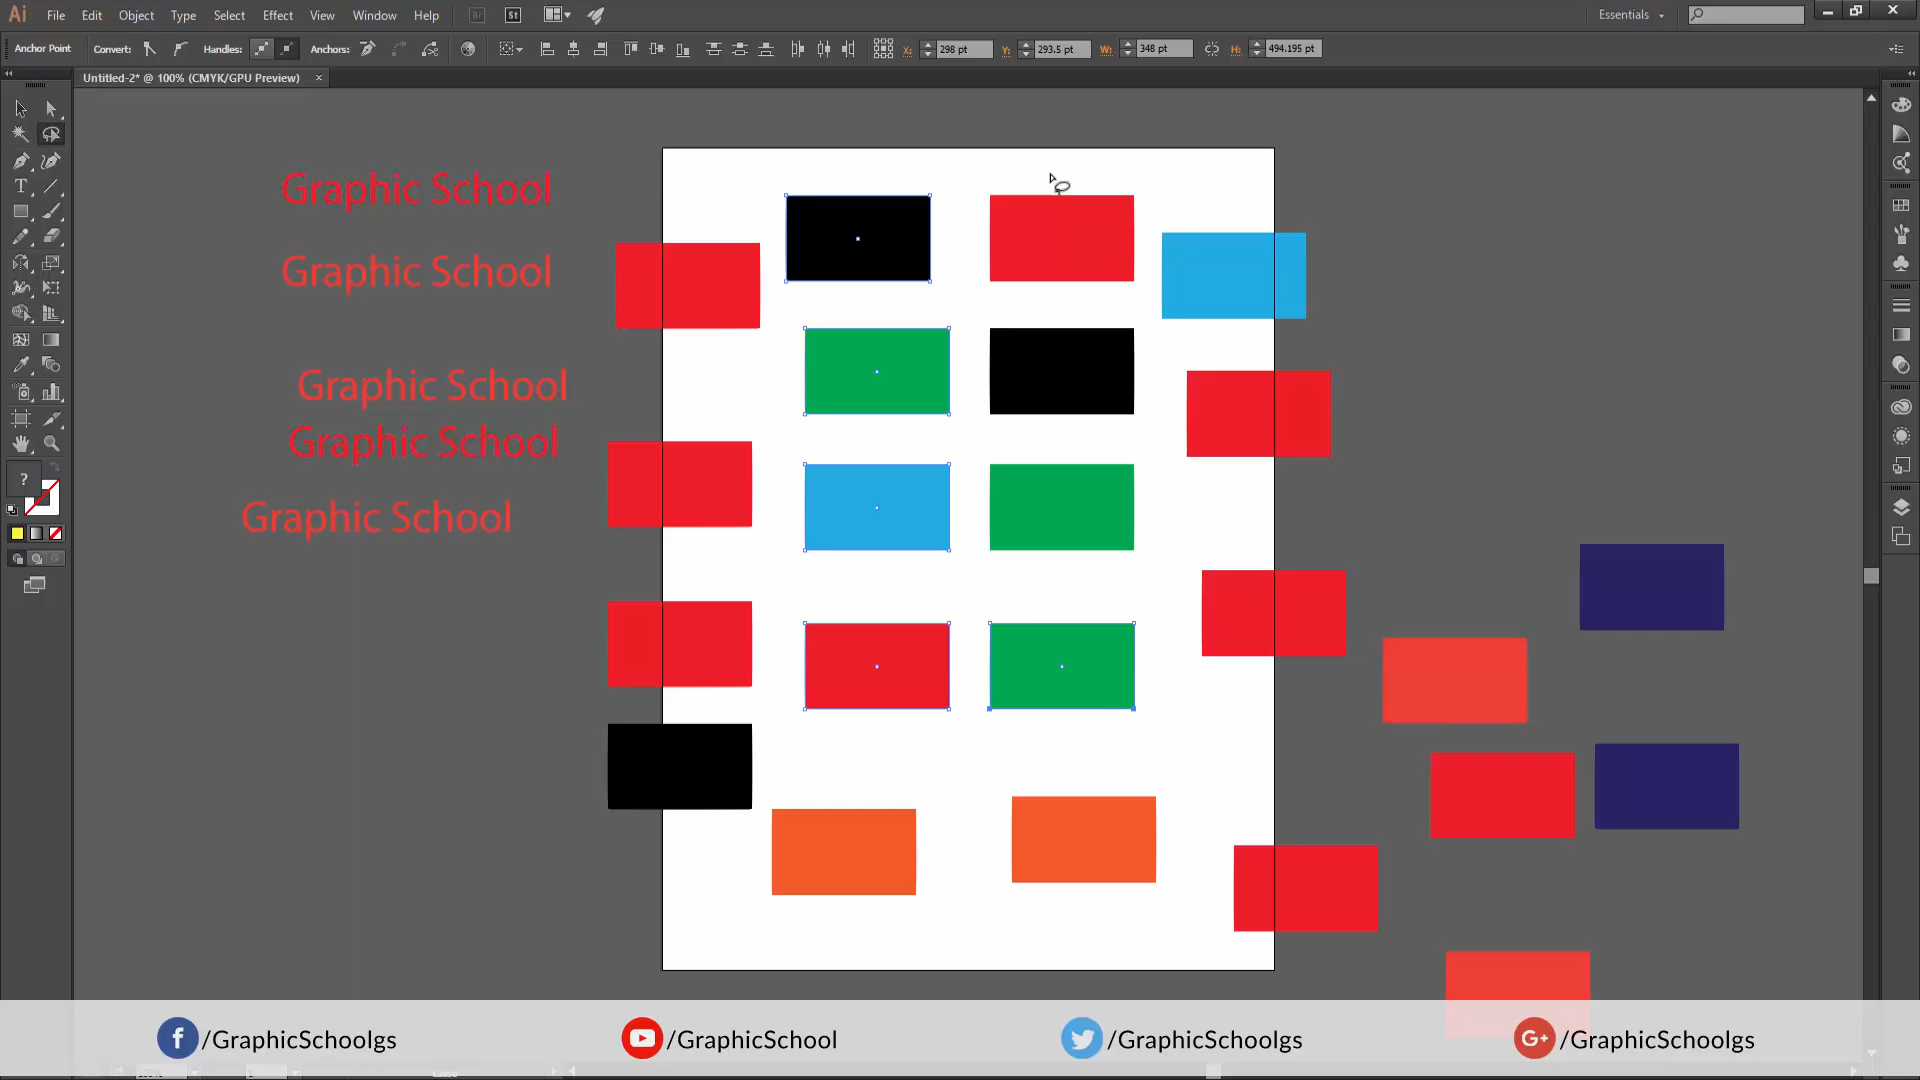 Ai File Edit Object Type Select Effect View Window Help Br St Essentials
Anchor Point Convert: Handles: Anchors: X: 298 pt Y: 293.5 pt W: 348 pt H: 494.195 pt
Untitled-2* @ 100% (CMYK/GPU Preview) ×
Graphic School
Graphic School
Graphic School
Graphic School
Graphic School
T
?
f /GraphicSchoolgs /GraphicSchool /GraphicSchoolgs G+ /GraphicSchoolgs